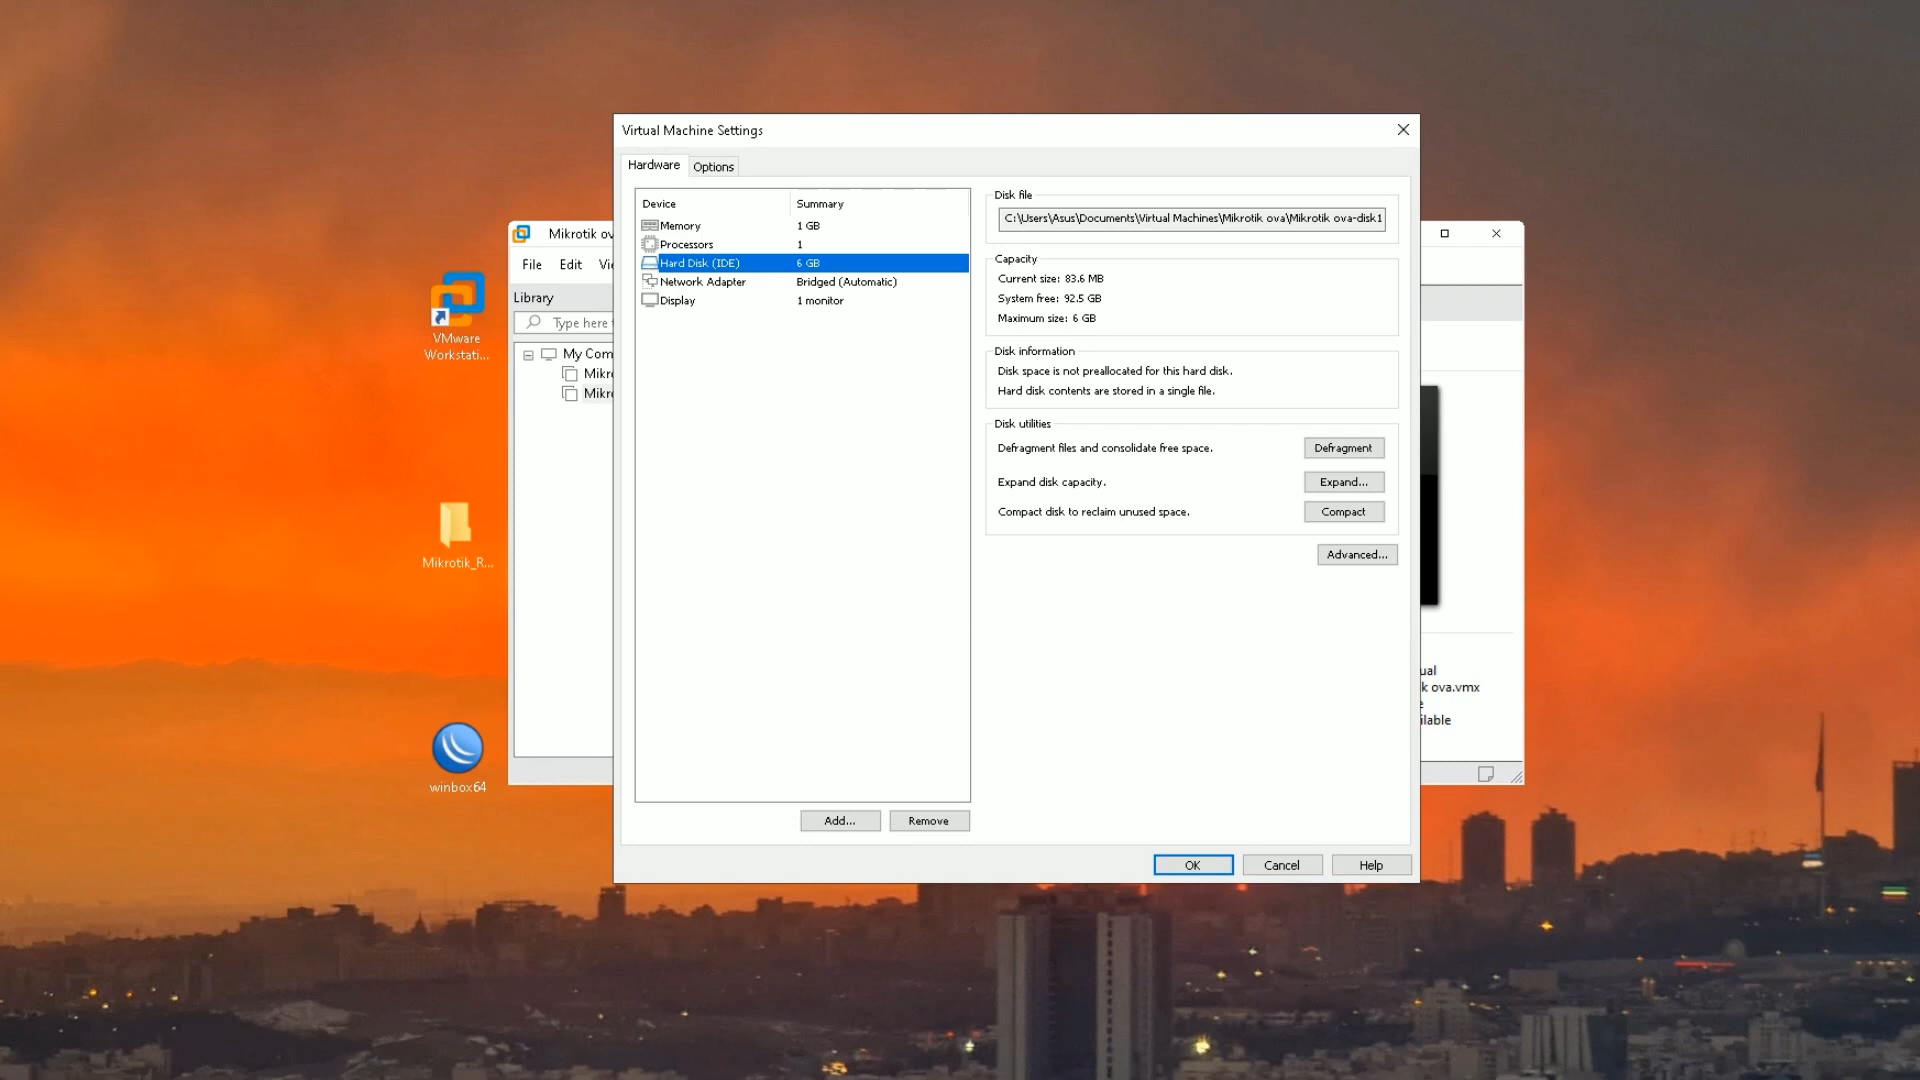 Virtual Machine Settings
Hardware
Options
Device Summary
Memory 1 GB
Processors 1
Hard Disk (IDE) 6 GB
Network Adapter Bridged (Automatic)
Display 1 monitor
Add...
Remove
Disk file
C:\Users\Asus\Documents\Virtual Machines\Mikrotik ova\Mikrotik ova-disk1
Capacity
Current size: 83.6 MB
System free: 92.5 GB
Maximum size: 6 GB
Disk information
Disk space is not preallocated for this hard disk.
Hard disk contents are stored in a single file.
Disk utilities
Defragment files and consolidate free space.
Defragment
Expand disk capacity.
Expand...
Compact disk to reclaim unused space.
Compact
Advanced...
OK
Cancel
Help
Mikrotik ov
File Edit Vi
Library
Type here
My Com
Mikr
Mikr
ual
k ova.vmx
ilable
VMware
Workstati...
Mikrotik_R...
winbox64